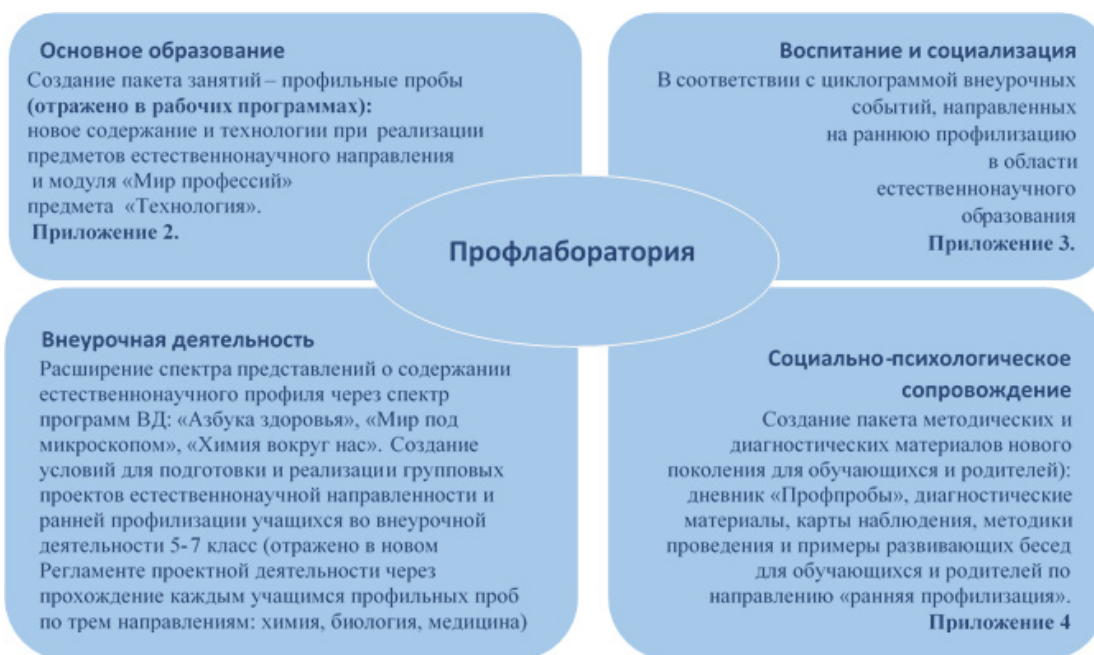 Основное образование
Создание пакета занятий – профильные пробы
(отражено в рабочих программах):
новое содержание и технологии при реализации
предметов естественнонаучного направления
и модуля «Мир профессий»
предмета «Технология».
Приложение 2.
Воспитание и социализация
В соответствии с циклограммой внеурочных
событий, направленных
на раннюю профилизацию
в области
естественнонаучного
образования
Приложение 3.
Профлаборатория
Внеурочная деятельность
Расширение спектра представлений о содержании
естественнонаучного профиля через спектр
программ ВД: «Азбука здоровья», «Мир под
микроскопом», «Химия вокруг нас». Создание
условий для подготовки и реализации групповых
проектов естественнонаучной направленности и
ранней профилизации учащихся во внеурочной
деятельности 5-7 класс (отражено в новом
Регламенте проектной деятельности через
прохождение каждым учащимся профильных проб
по трем направлениям: химия, биология, медицина)
Социально-психологическое
сопровождение
Создание пакета методических и
диагностических материалов нового
поколения для обучающихся и родителей):
дневник «Профпробы», диагностические
материалы, карты наблюдения, методики
проведения и примеры развивающих бесед
для обучающихся и родителей по
направлению «ранняя профилизация».
Приложение 4